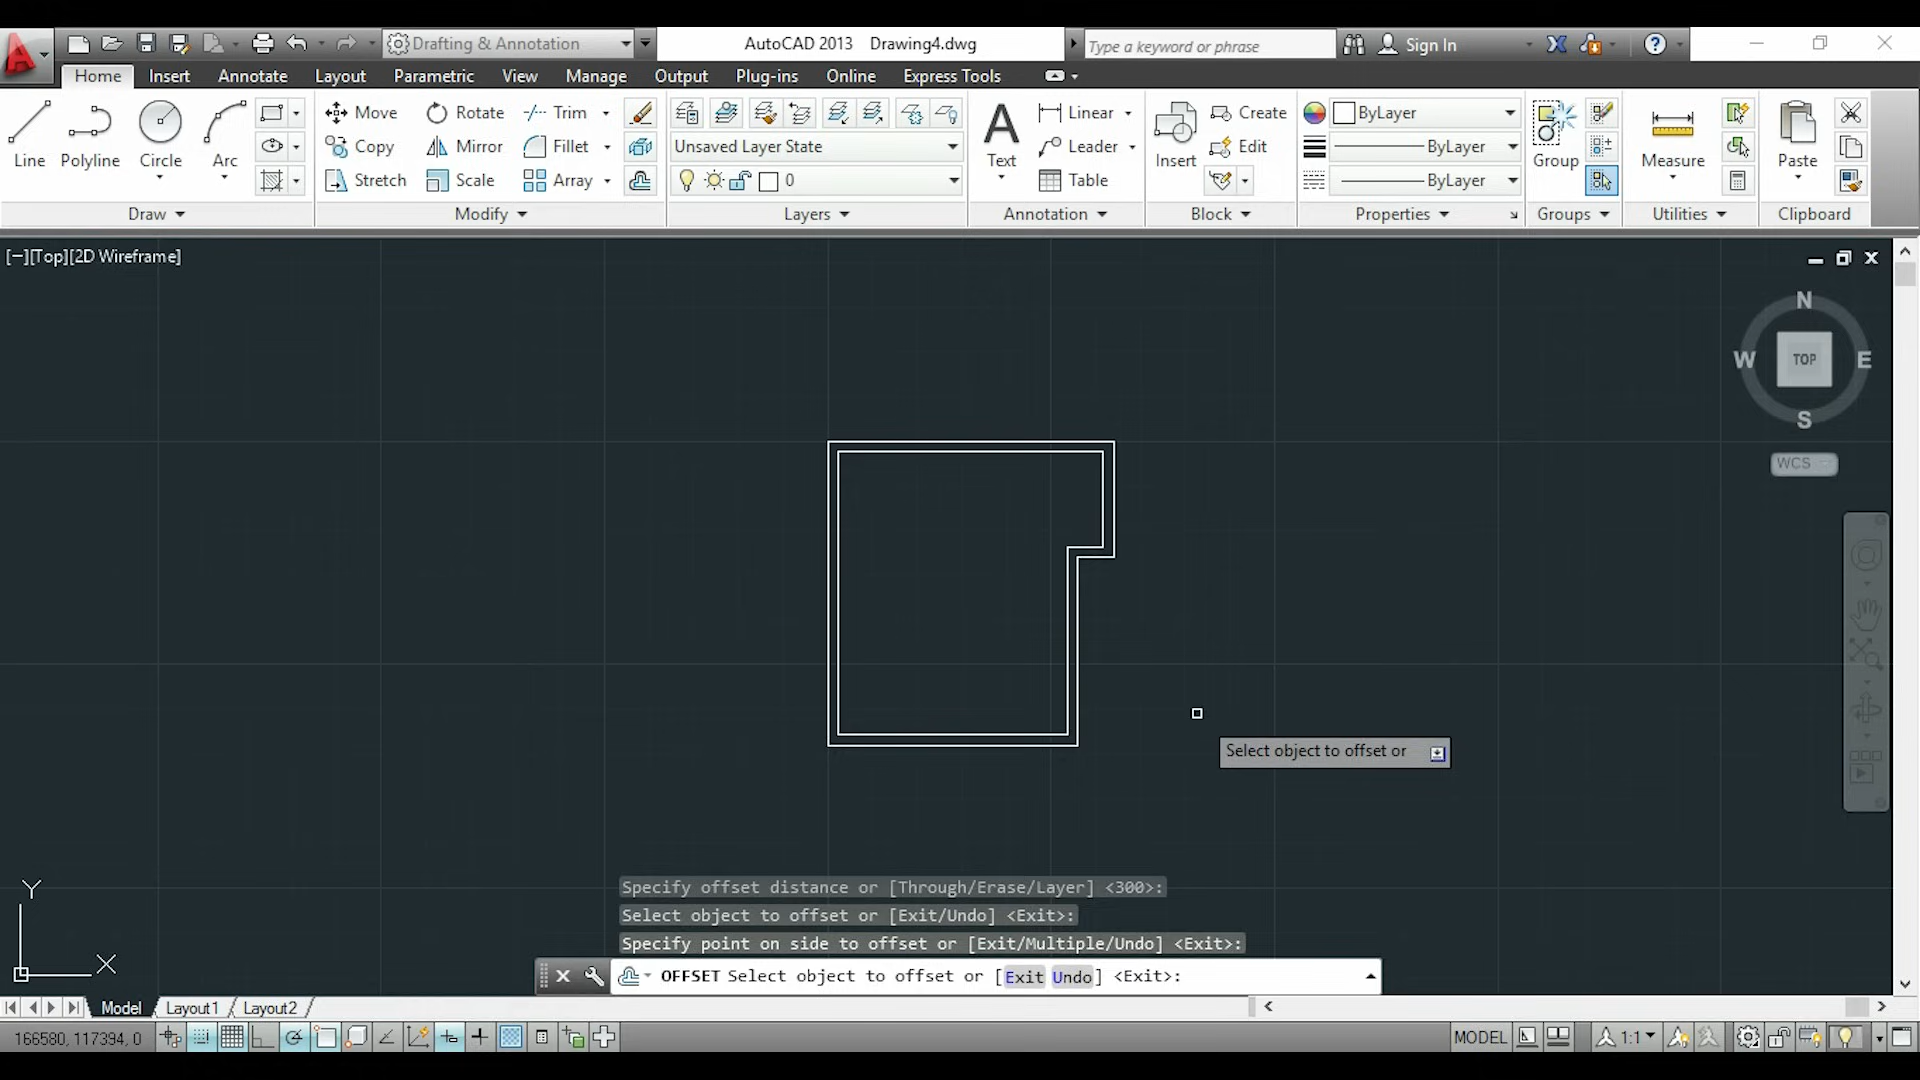 Drafting & Annotation
AutoCAD 2013 Drawing4.dwg
Type a keyword or phrase
Sign In
Home Insert Annotate Layout Parametric View Manage Output Plug-ins Online Express Tools
Line Polyline Circle Arc
Move Rotate Trim
Copy Mirror Fillet
Stretch Scale Array
Unsaved Layer State
0
Text
Linear
Leader
Table
Insert
Create
Edit
ByLayer
ByLayer
ByLayer
Group
Measure
Paste
Draw Modify Layers Annotation Block Properties Groups Utilities Clipboard
[−][Top][2D Wireframe]
N
W TOP E
S
WCS
Select object to offset or
Y
X
Specify offset distance or [Through/Erase/Layer] <300>:
Select object to offset or [Exit/Undo] <Exit>:
Specify point on side to offset or [Exit/Multiple/Undo] <Exit>:
OFFSET Select object to offset or [Exit Undo] <Exit>:
Model Layout1 Layout2
166580, 117394, 0
MODEL
1:1